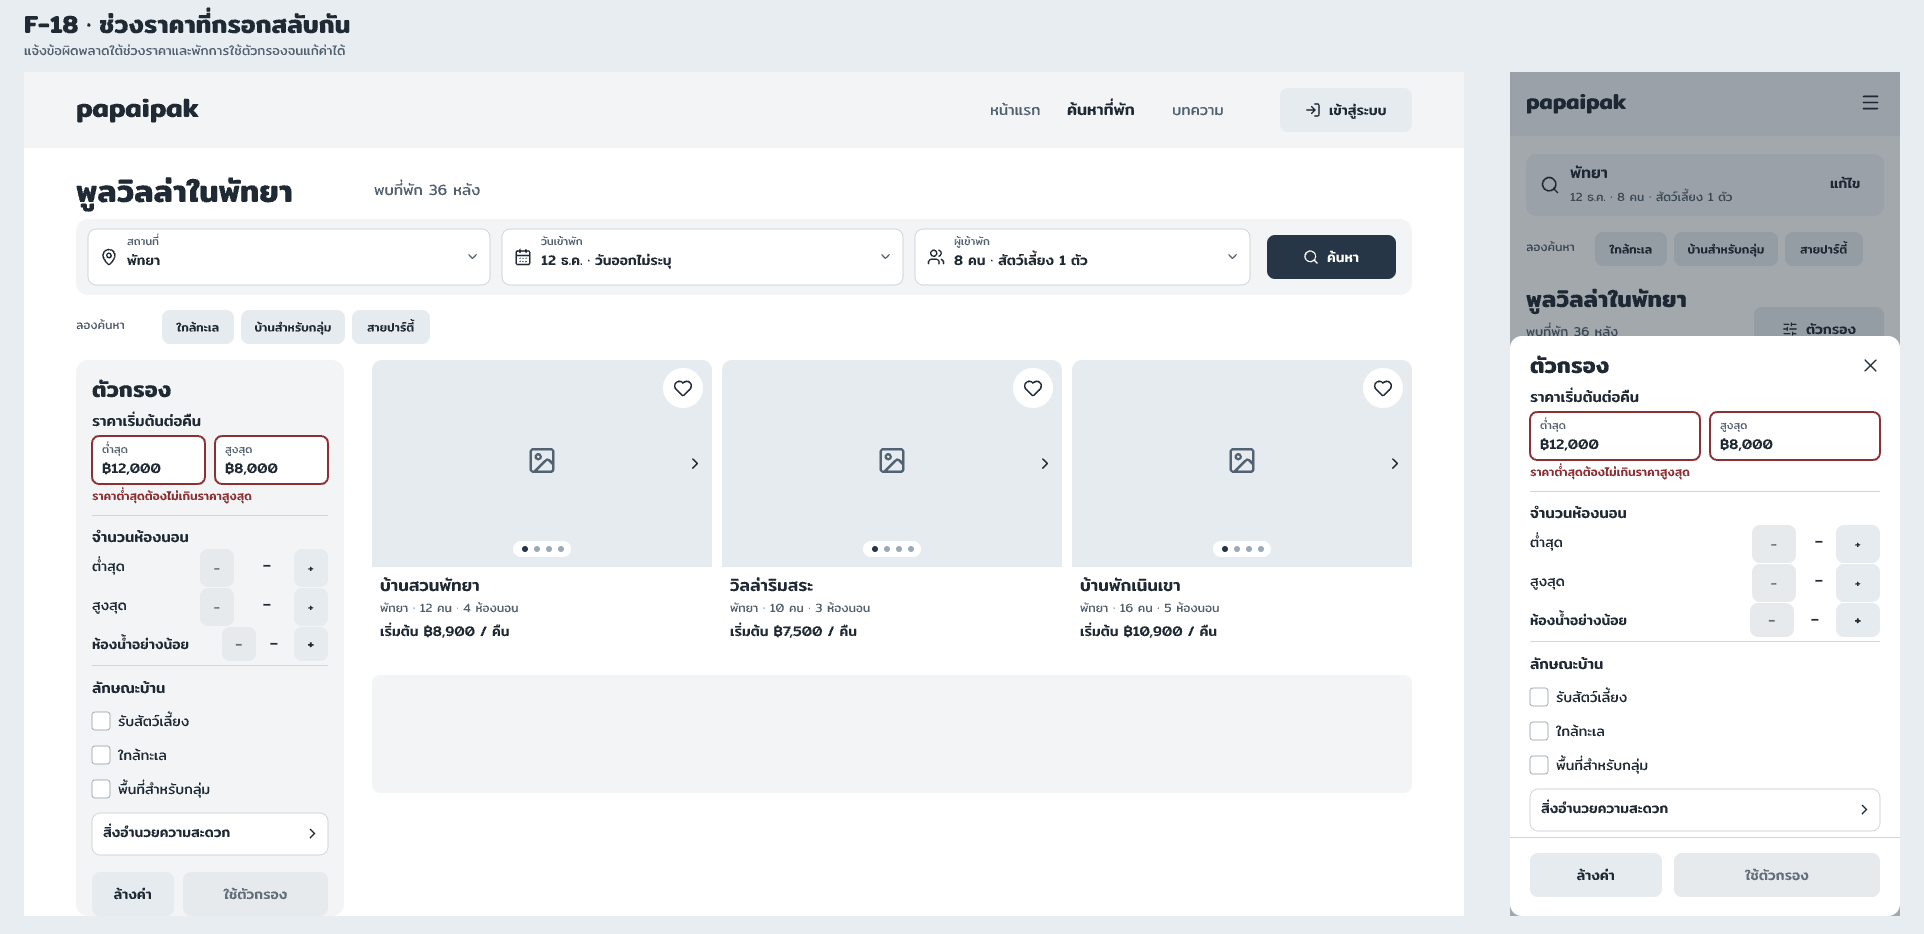 F-18 · ช่วงราคาที่กรอกสลับกัน
แจ้งข้อผิดพลาดใต้ช่วงราคาและพักการใช้ตัวกรองจนแก้ค่าได้
papaipak
หน้าแรก
ค้นหาที่พัก
บทความ
เข้าสู่ระบบ
พูลวิลล่าในพัทยา
พบที่พัก 36 หลัง
สถานที่
พัทยา
วันเข้าพัก
12 ธ.ค. · วันออกไม่ระบุ
ผู้เข้าพัก
8 คน · สัตว์เลี้ยง 1 ตัว
ค้นหา
ลองค้นหา
ใกล้ทะเล
บ้านสำหรับกลุ่ม
สายปาร์ตี้
ตัวกรอง
ราคาเริ่มต้นต่อคืน
ต่ำสุด
฿12,000
สูงสุด
฿8,000
ราคาต่ำสุดต้องไม่เกินราคาสูงสุด
จำนวนห้องนอน
ต่ำสุด
- – +
สูงสุด
- – +
ห้องน้ำอย่างน้อย
- – +
ลักษณะบ้าน
รับสัตว์เลี้ยง
ใกล้ทะเล
พื้นที่สำหรับกลุ่ม
สิ่งอำนวยความสะดวก
ล้างค่า
ใช้ตัวกรอง
บ้านสวนพัทยา
พัทยา · 12 คน · 4 ห้องนอน
เริ่มต้น ฿8,900 / คืน
วิลล่าริมสระ
พัทยา · 10 คน · 3 ห้องนอน
เริ่มต้น ฿7,500 / คืน
บ้านพักเนินเขา
พัทยา · 16 คน · 5 ห้องนอน
เริ่มต้น ฿10,900 / คืน
papaipak
พัทยา
12 ธ.ค. · 8 คน · สัตว์เลี้ยง 1 ตัว
แก้ไข
ลองค้นหา
ใกล้ทะเล
บ้านสำหรับกลุ่ม
สายปาร์ตี้
พูลวิลล่าในพัทยา
พบที่พัก 36 หลัง
ตัวกรอง
ตัวกรอง
ราคาเริ่มต้นต่อคืน
ต่ำสุด
฿12,000
สูงสุด
฿8,000
ราคาต่ำสุดต้องไม่เกินราคาสูงสุด
จำนวนห้องนอน
ต่ำสุด
- – +
สูงสุด
- – +
ห้องน้ำอย่างน้อย
- – +
ลักษณะบ้าน
รับสัตว์เลี้ยง
ใกล้ทะเล
พื้นที่สำหรับกลุ่ม
สิ่งอำนวยความสะดวก
ล้างค่า
ใช้ตัวกรอง